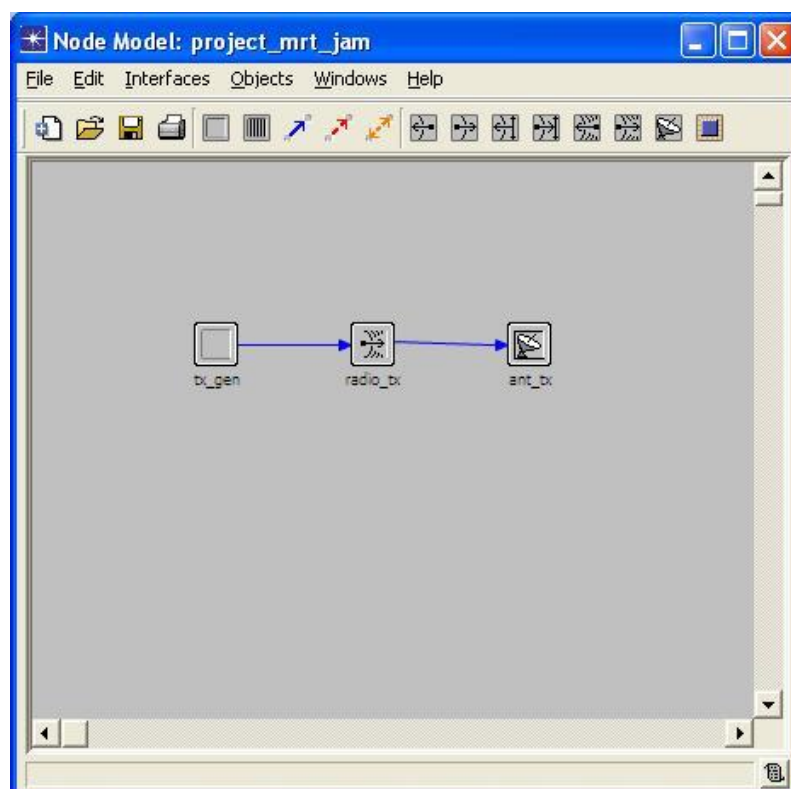 Node Model: project_mrt_jam
File Edit Interfaces Objects Windows Help
tx_gen radio_tx ant_tx